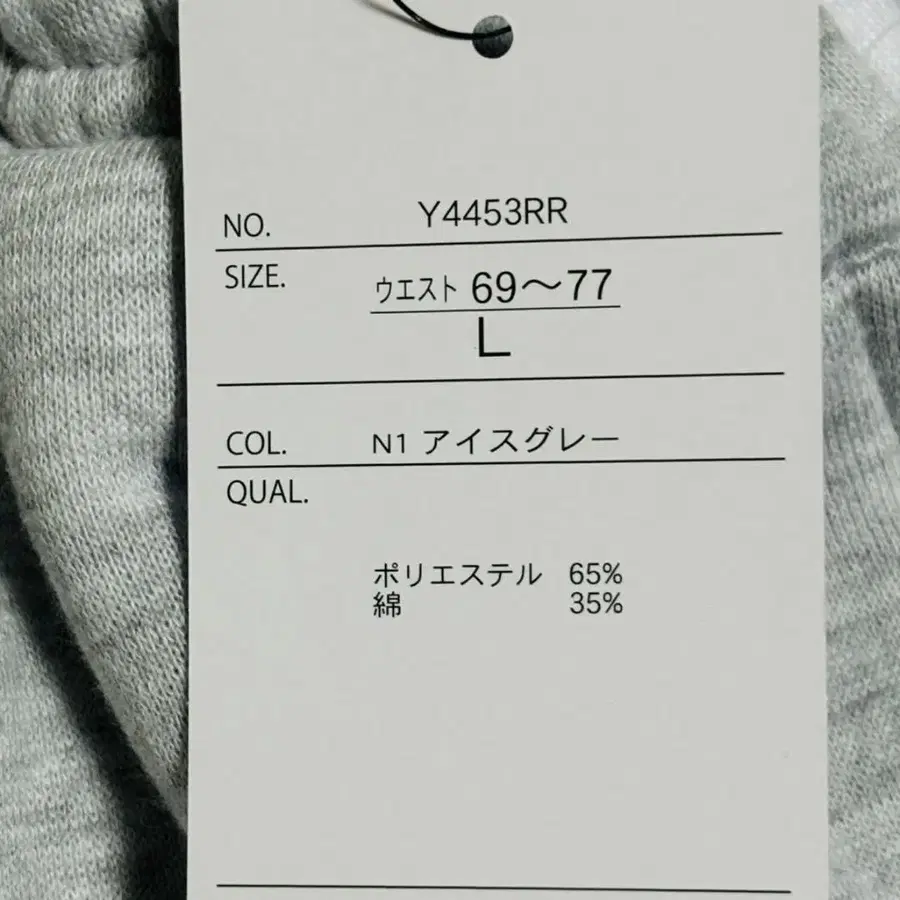 NO. Y4453RR
SIZE. ウエスト 69〜77
L
COL. N1 アイスグレー
QUAL.
ポリエステル 65%
綿 35%